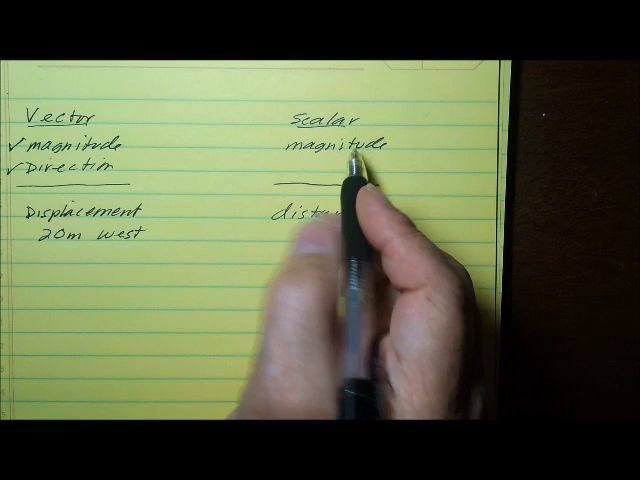 Vector
✓ magnitude
✓ Direction
Displacement
20m west
Scalar
magnitude